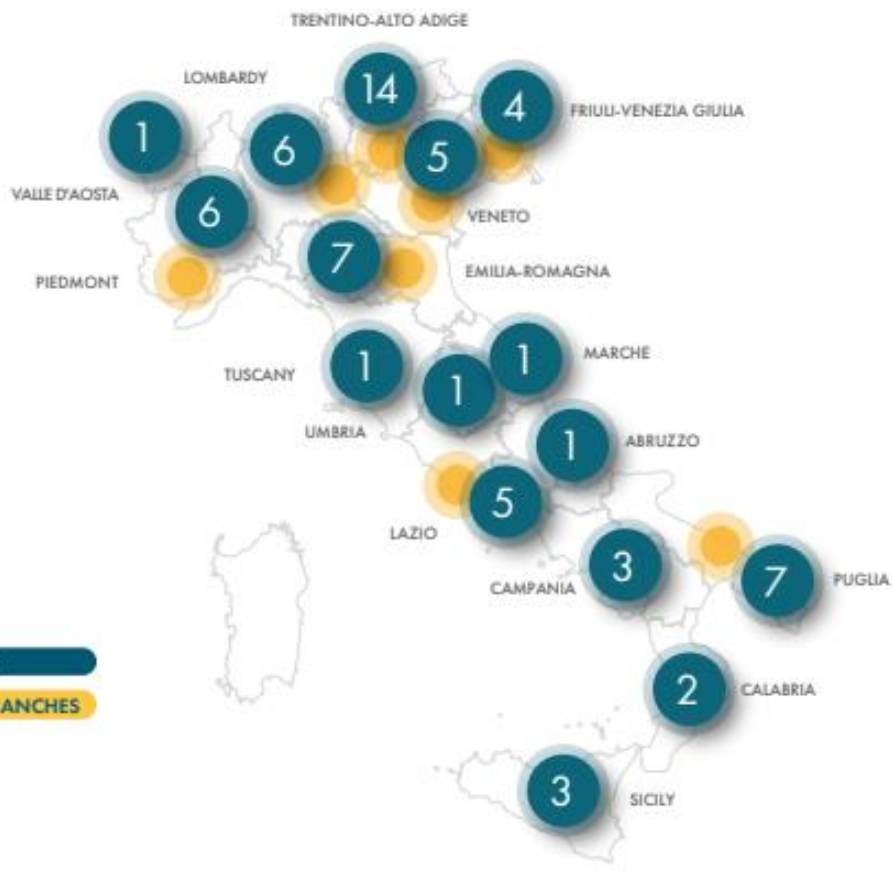 TRENTINO-ALTO ADIGE
LOMBARDY
14
4
FRIULI-VENEZIA GIULIA
1
6
5
VALLE D'AOSTA
6
VENETO
7
PIEDMONT
EMILIA-ROMAGNA
1
1
MARCHE
TUSCANY
1
UMBRIA
1
ABRUZZO
5
LAZIO
3
CAMPANIA
7
PUGLIA
2
CALABRIA
ANCHES
3
SICILY